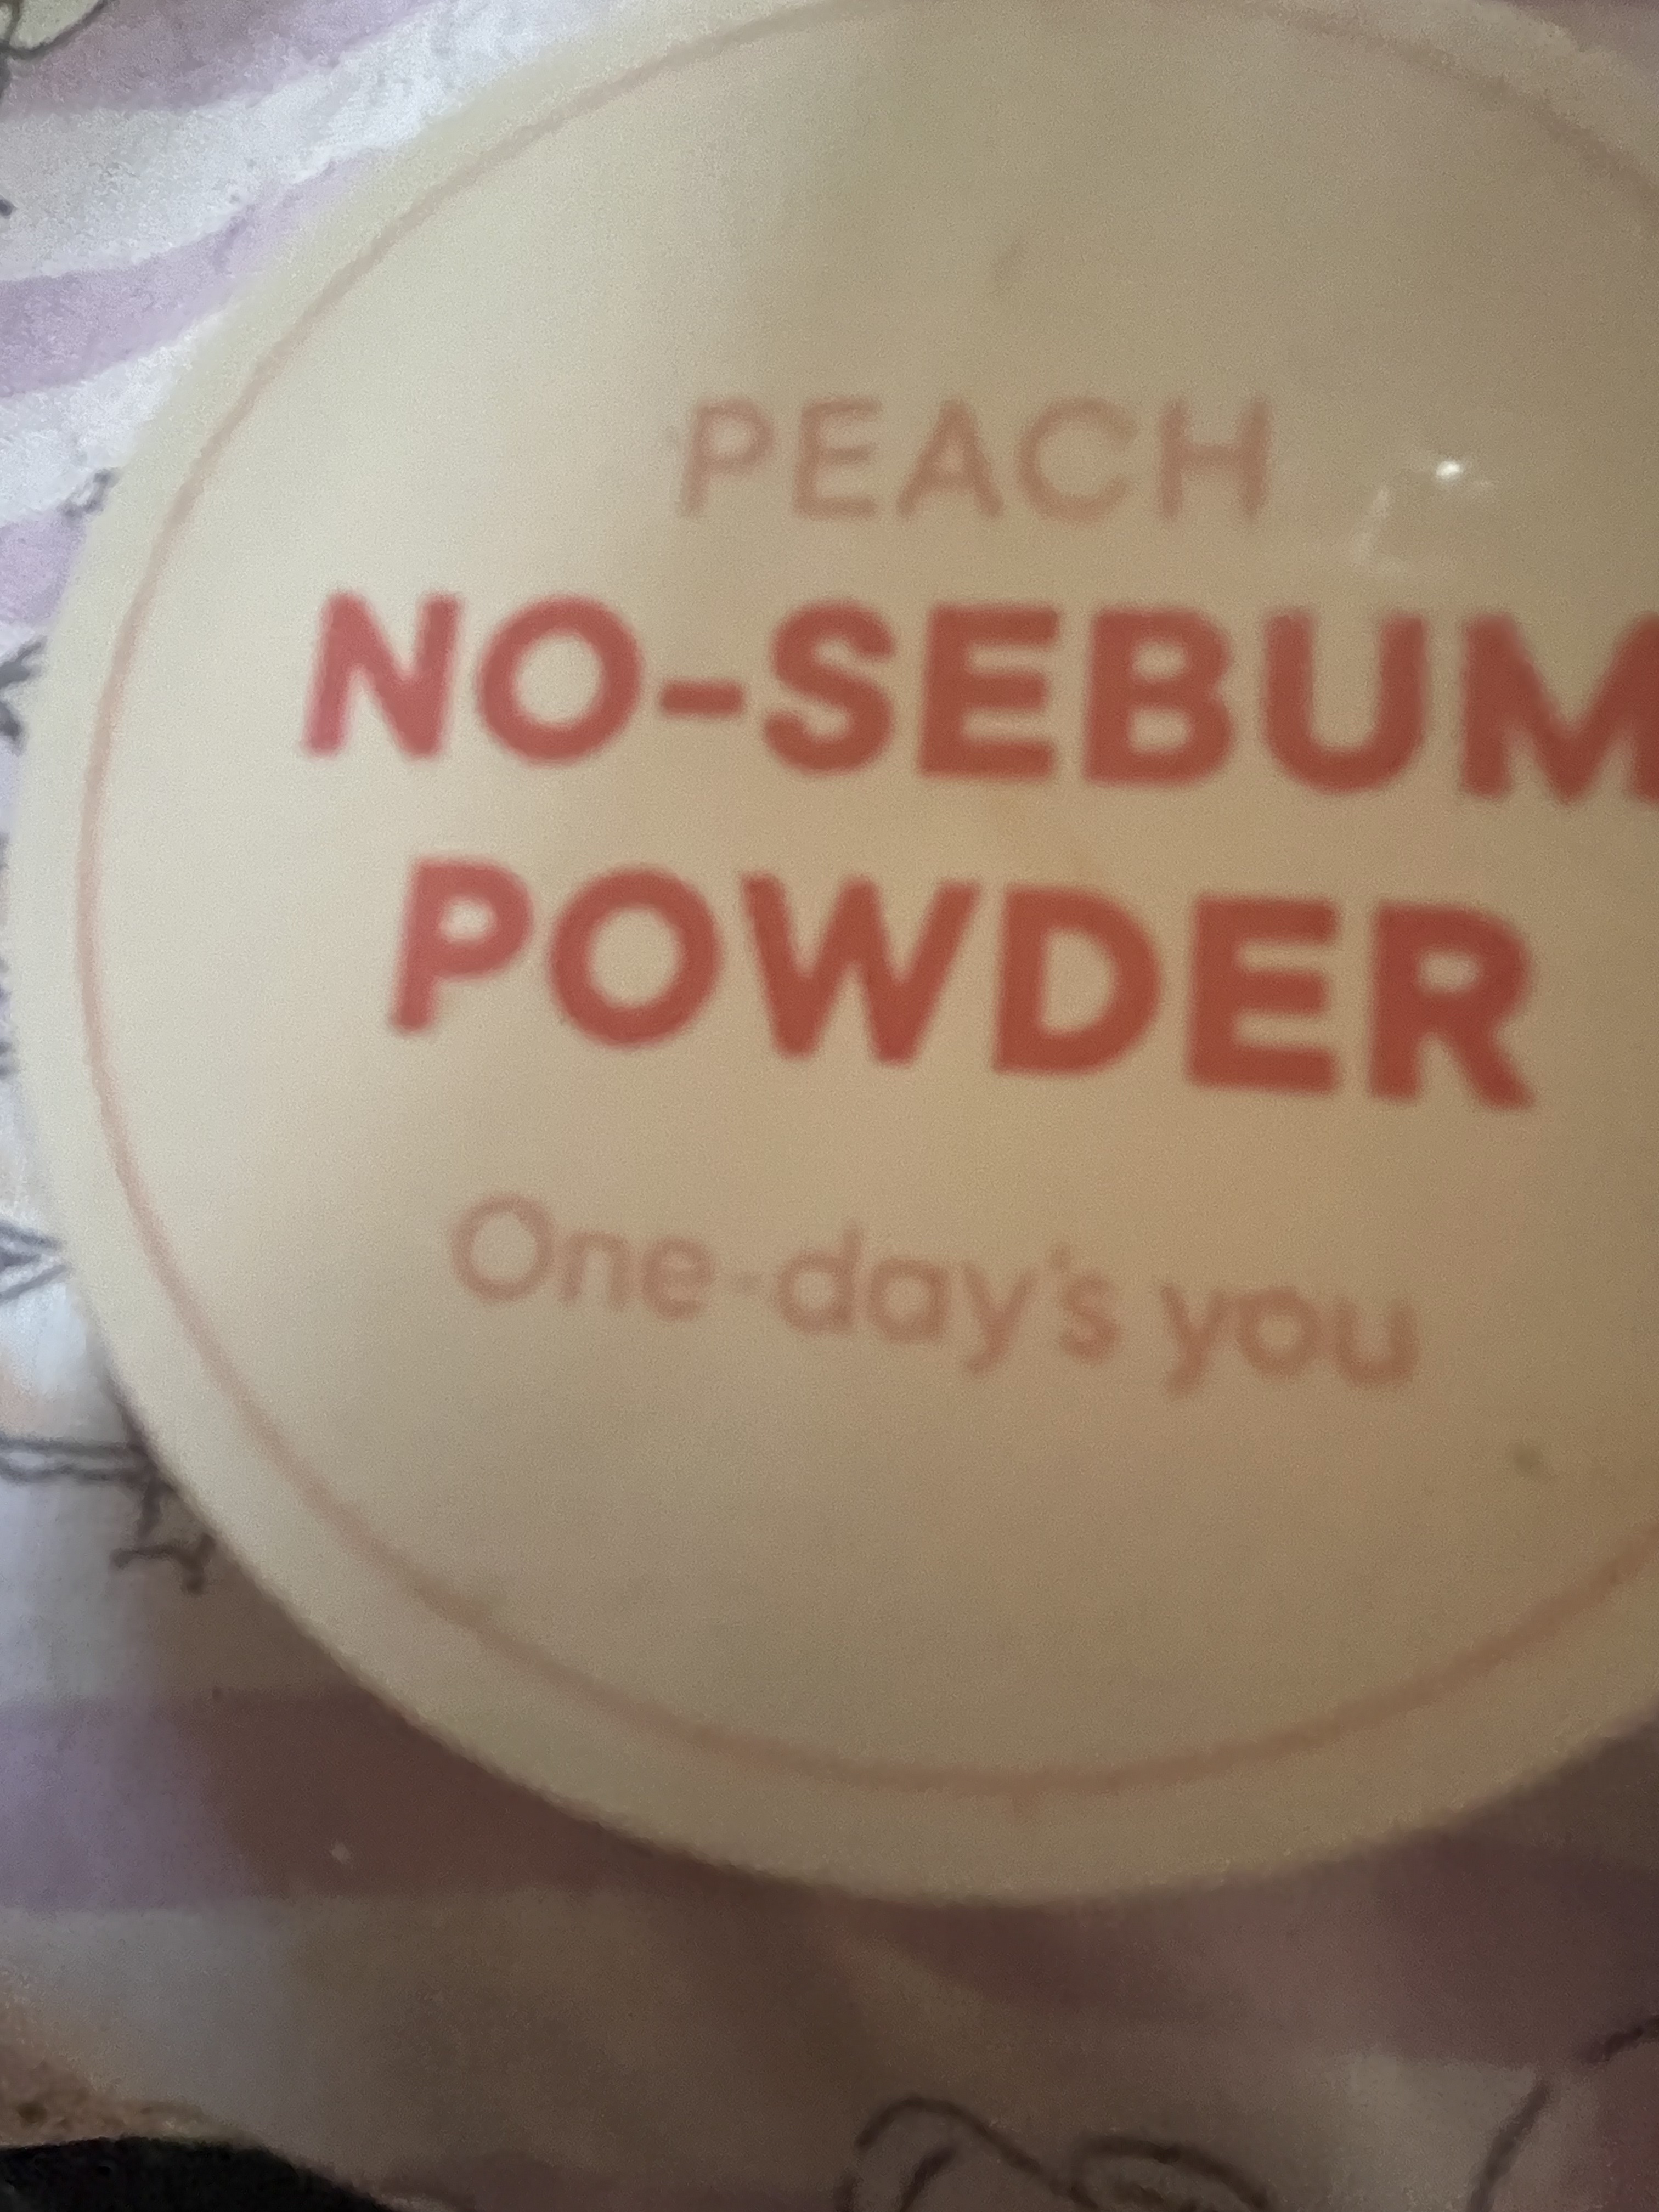 PEACH
NO-SEBUM
POWDER
One-day's you